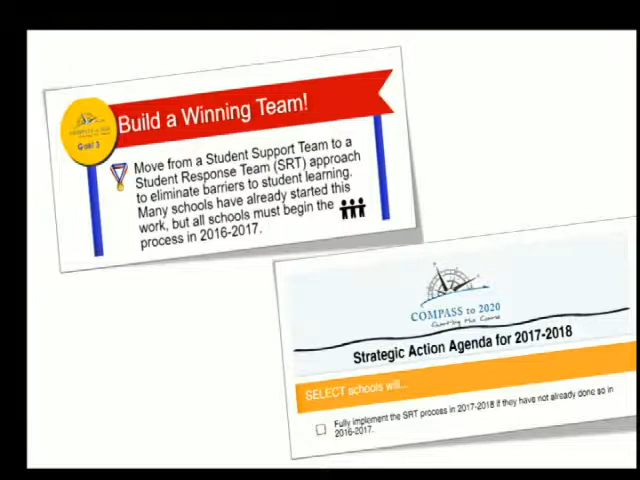 Build a Winning Team!
COMPASS to 2020
Goal 3
Move from a Student Support Team to a
Student Response Team (SRT) approach
to eliminate barriers to student learning.
Many schools have already started this
work, but all schools must begin the
process in 2016-2017.
COMPASS to 2020
Charting the Course
Strategic Action Agenda for 2017-2018
SELECT schools will...
Fully implement the SRT process in 2017-2018 if they have not already done so in
2016-2017.